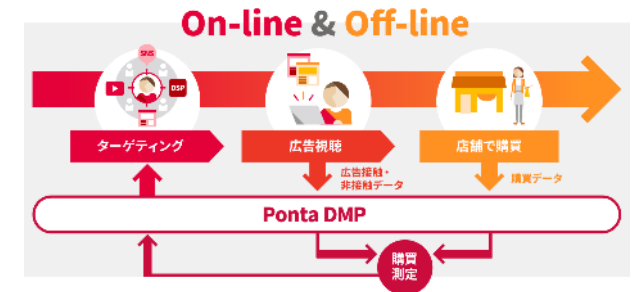 On-line & Off-line
SNS
DSP
ターゲティング
広告視聴
店舗で購買
広告接触・
非接触データ
購買データ
Ponta DMP
購買
測定